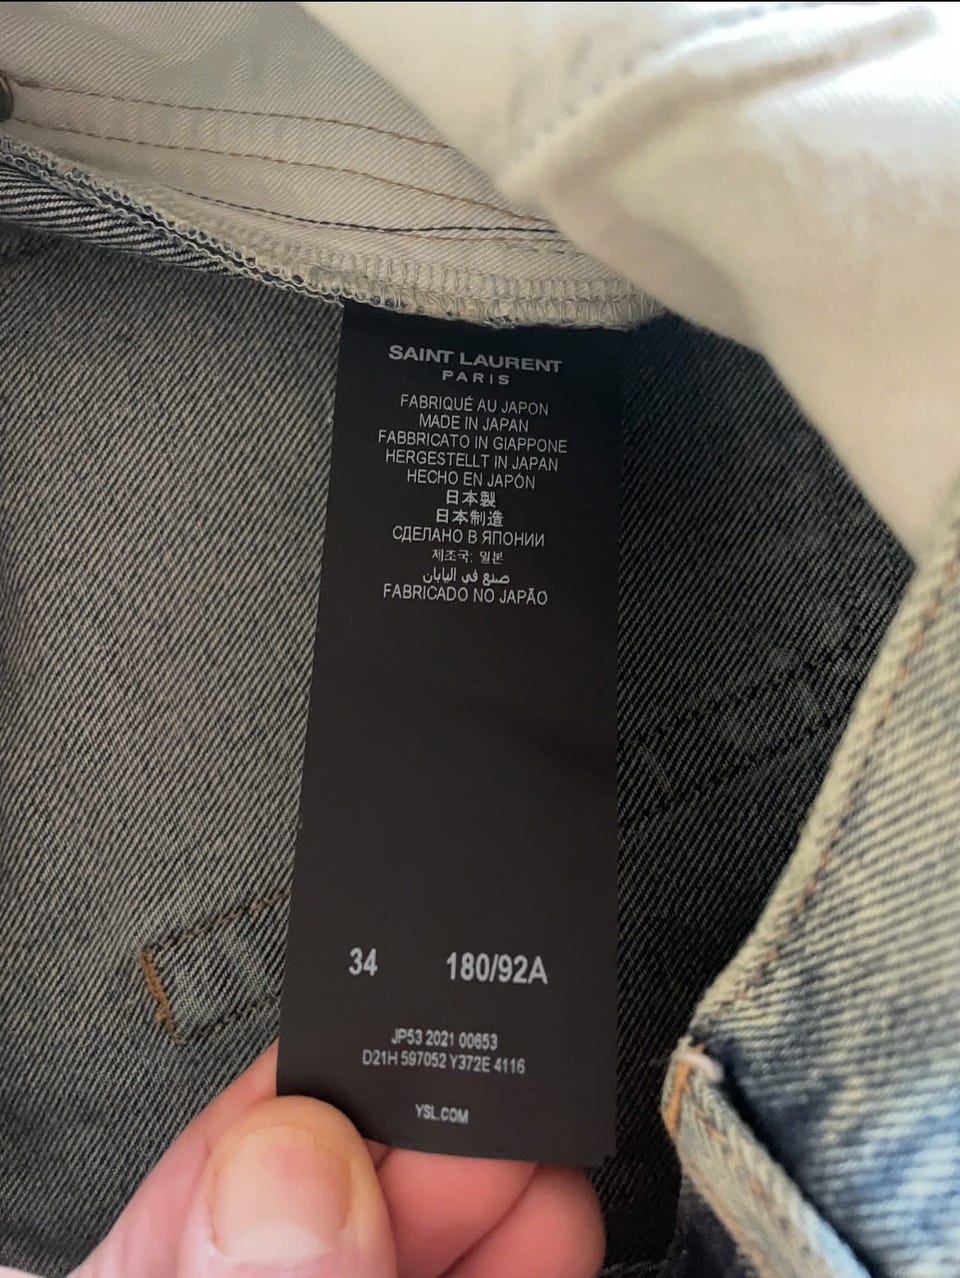 SAINT LAURENT
PARIS
FABRIQUÉ AU JAPON
MADE IN JAPAN
FABBRICATO IN GIAPPONE
HERGESTELLT IN JAPAN
HECHO EN JAPÓN
日本製
日本制造
СДЕЛАНО В ЯПОНИИ
제조국: 일본
صنع في اليابان
FABRICADO NO JAPÃO
34 180/92A
JP53 2021 00653
D21H 597052 Y372E 4116
YSL.COM